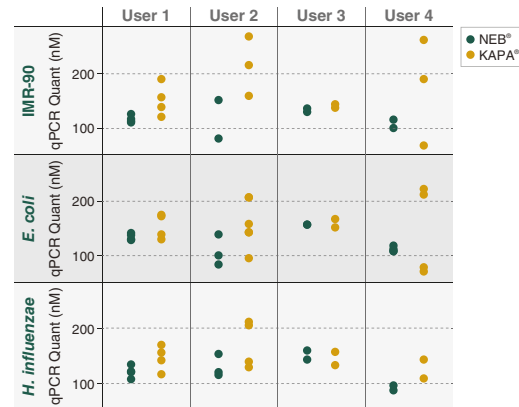 User 1 User 2 User 3 User 4
NEB®
KAPA®
IMR-90
qPCR Quant (nM)
200
100
E. coli
qPCR Quant (nM)
200
100
H. influenzae
qPCR Quant (nM)
200
100